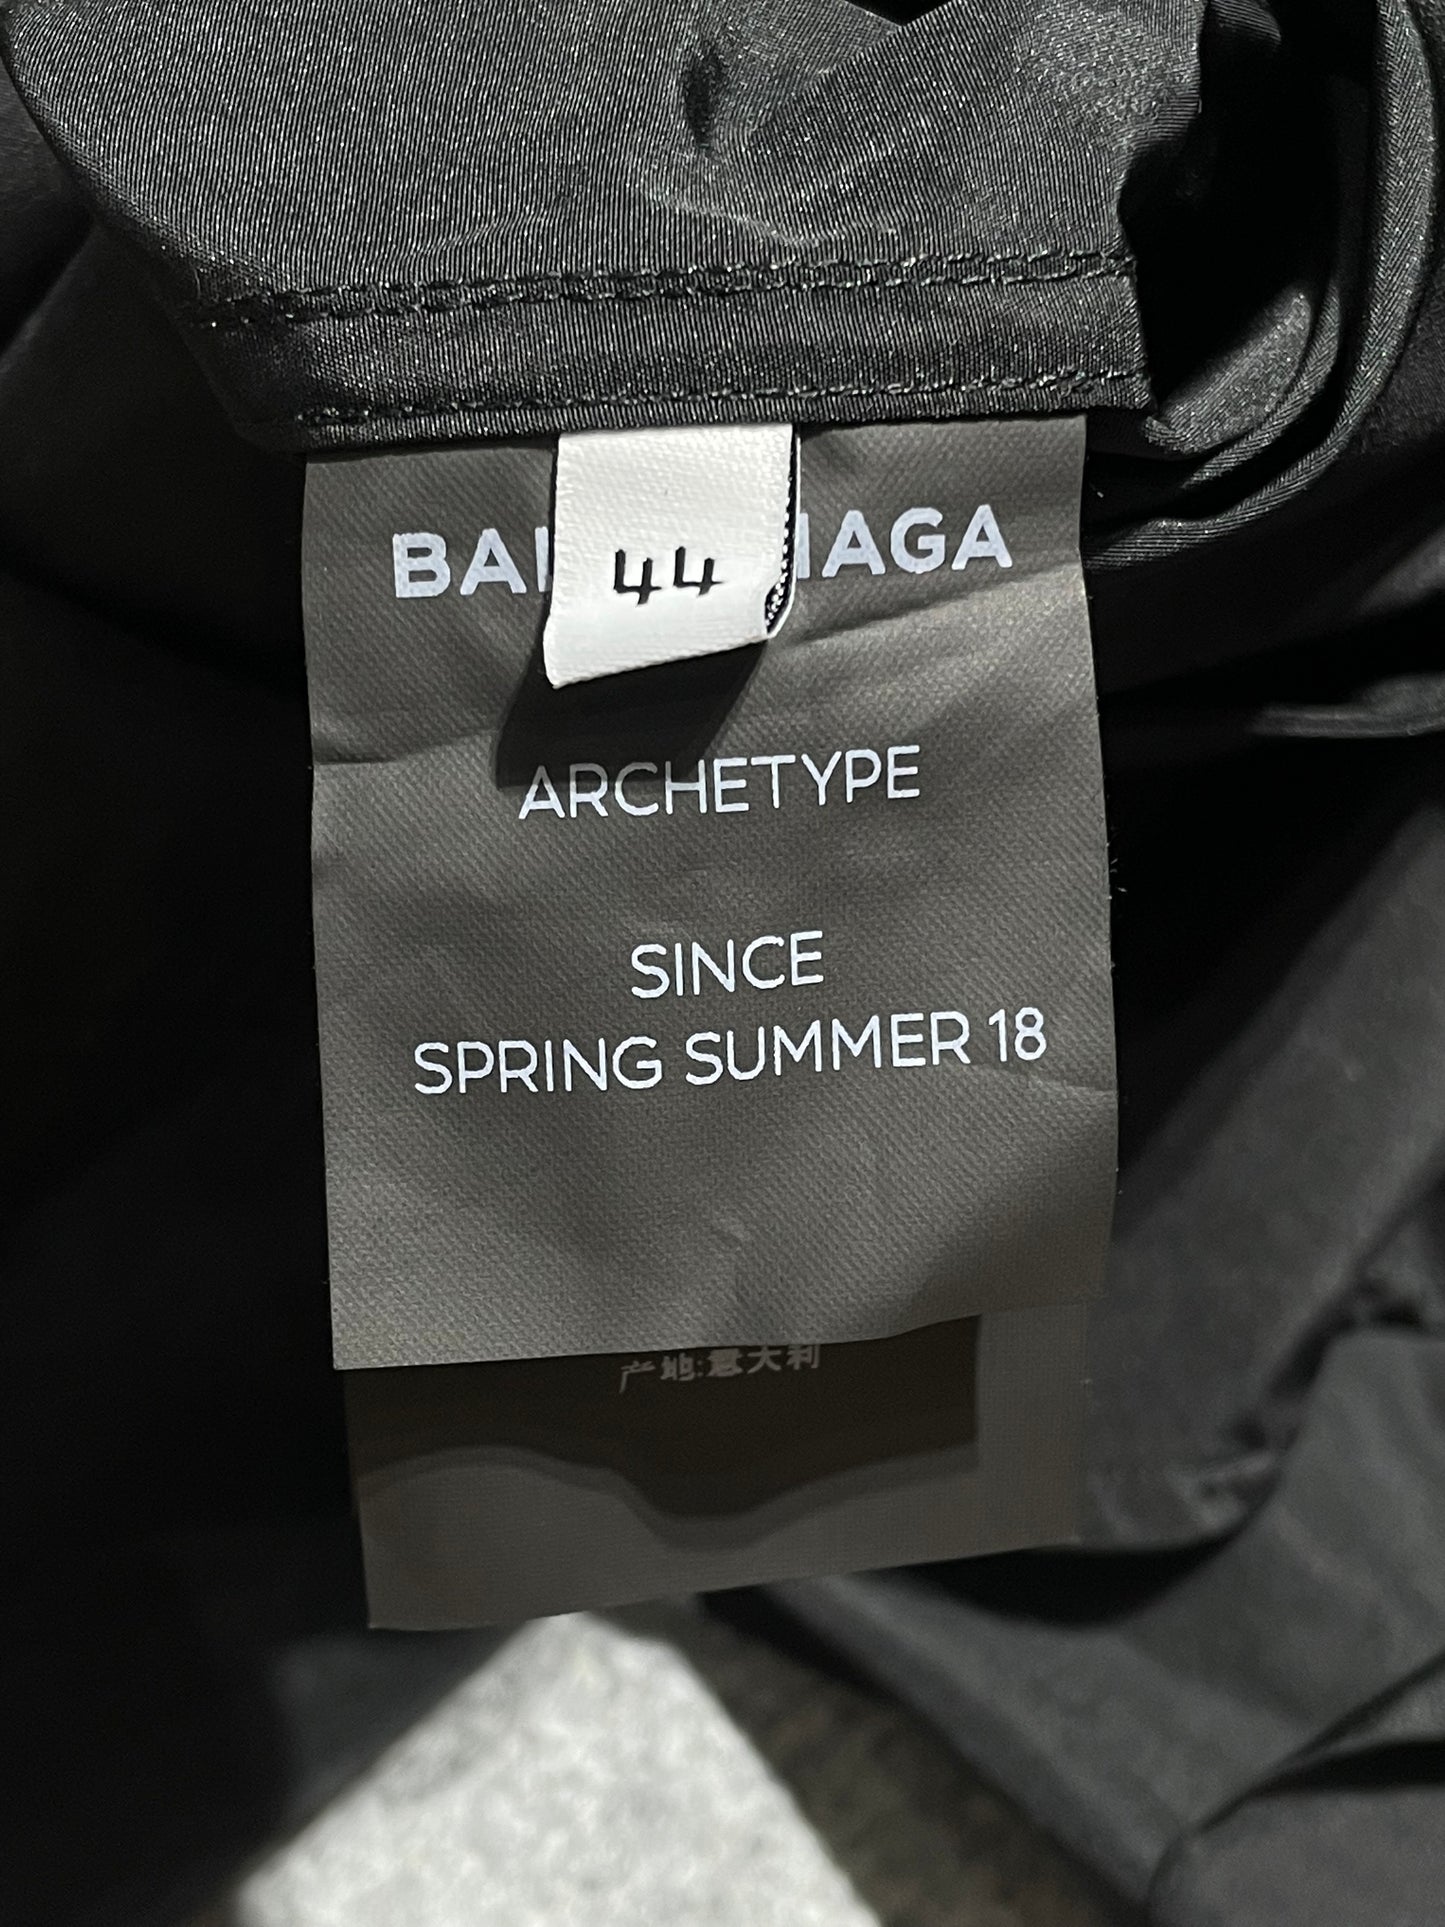 BAL 44 IAGA
ARCHETYPE
SINCE
SPRING SUMMER 18
产地:意大利